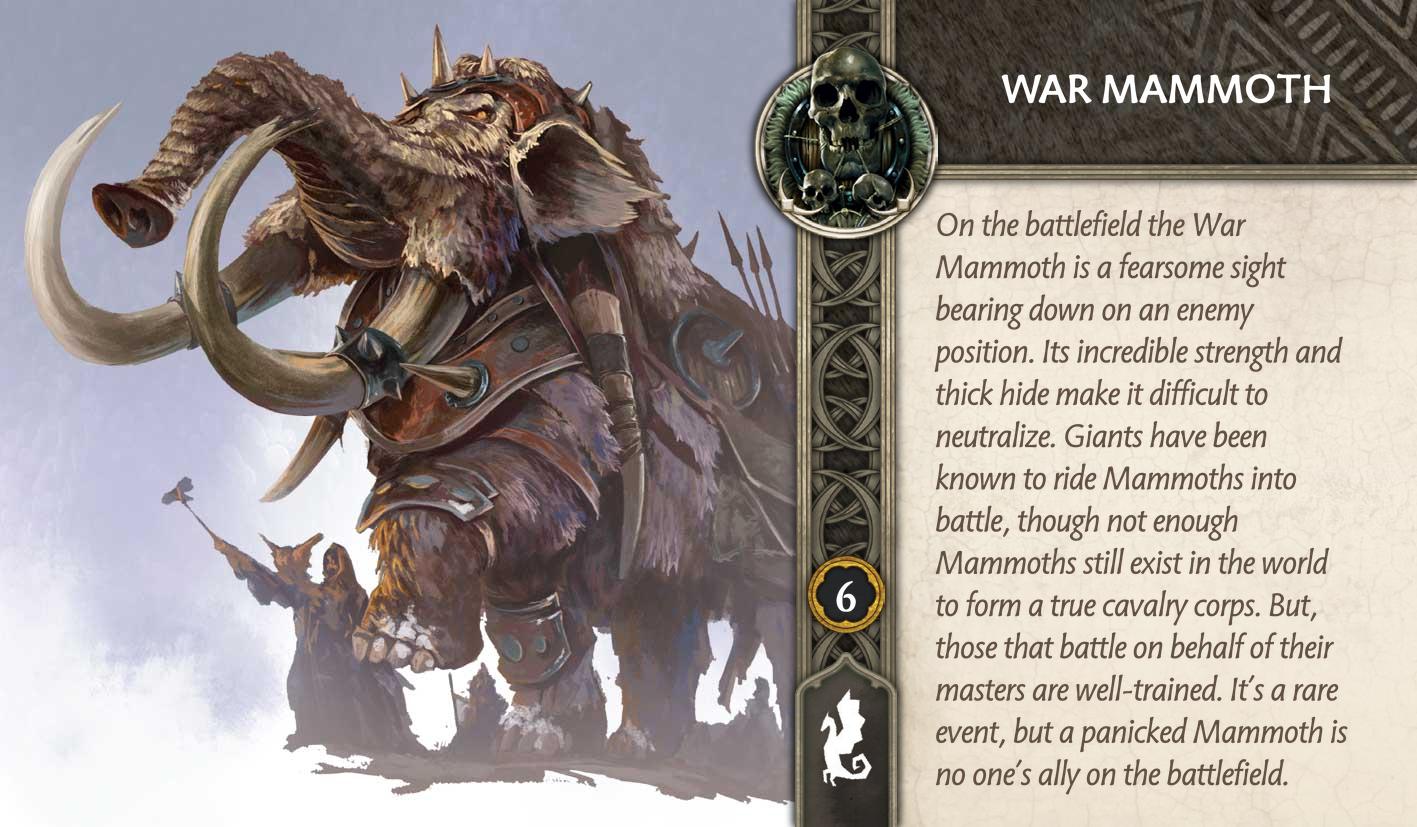 WAR MAMMOTH
On the battlefield the War
Mammoth is a fearsome sight
bearing down on an enemy
position. Its incredible strength and
thick hide make it difficult to
neutralize. Giants have been
known to ride Mammoths into
battle, though not enough
Mammoths still exist in the world
to form a true cavalry corps. But,
those that battle on behalf of their
masters are well-trained. It’s a rare
event, but a panicked Mammoth is
no one’s ally on the battlefield.
6